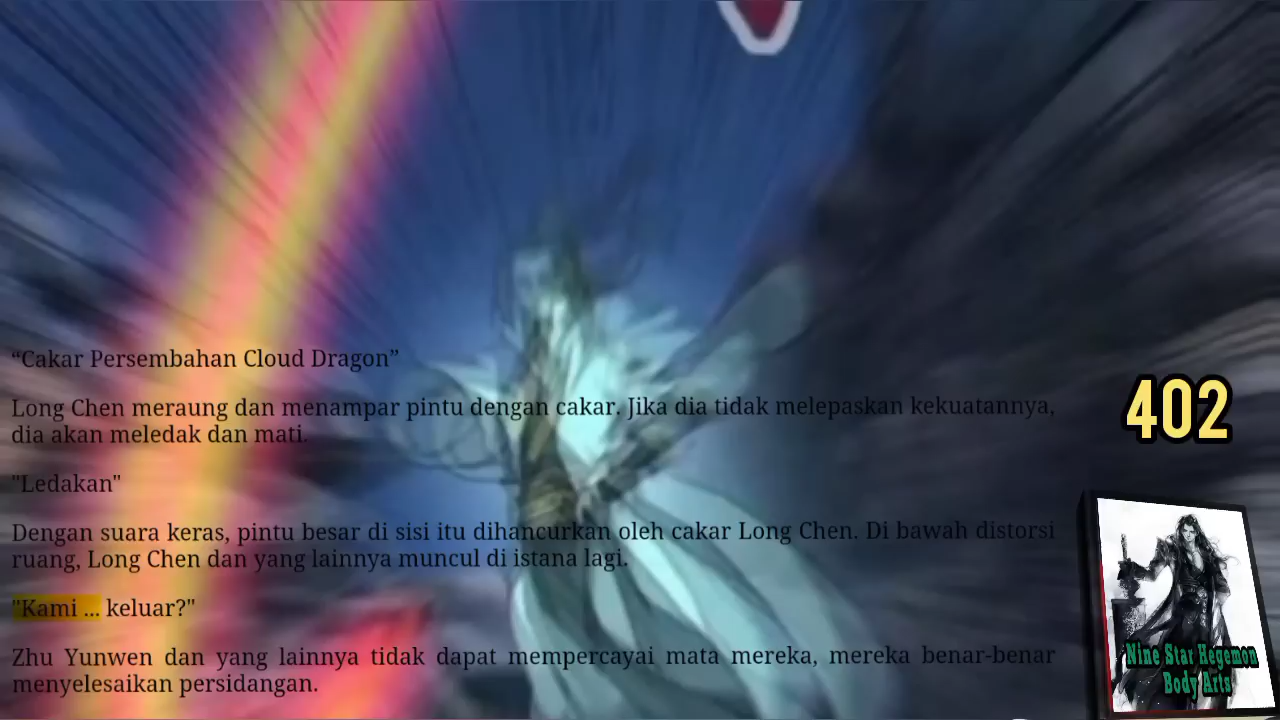 “Cakar Persembahan Cloud Dragon”
Long Chen meraung dan menampar pintu dengan cakar. Jika dia tidak melepaskan kekuatannya,
dia akan meledak dan mati.
"Ledakan"
Dengan suara keras, pintu besar di sisi itu dihancurkan oleh cakar Long Chen. Di bawah distorsi
ruang, Long Chen dan yang lainnya muncul di istana lagi.
"Kami ... keluar?"
Zhu Yunwen dan yang lainnya tidak dapat mempercayai mata mereka, mereka benar-benar
menyelesaikan persidangan.
402
Nine Star Hegemon
Body Arts